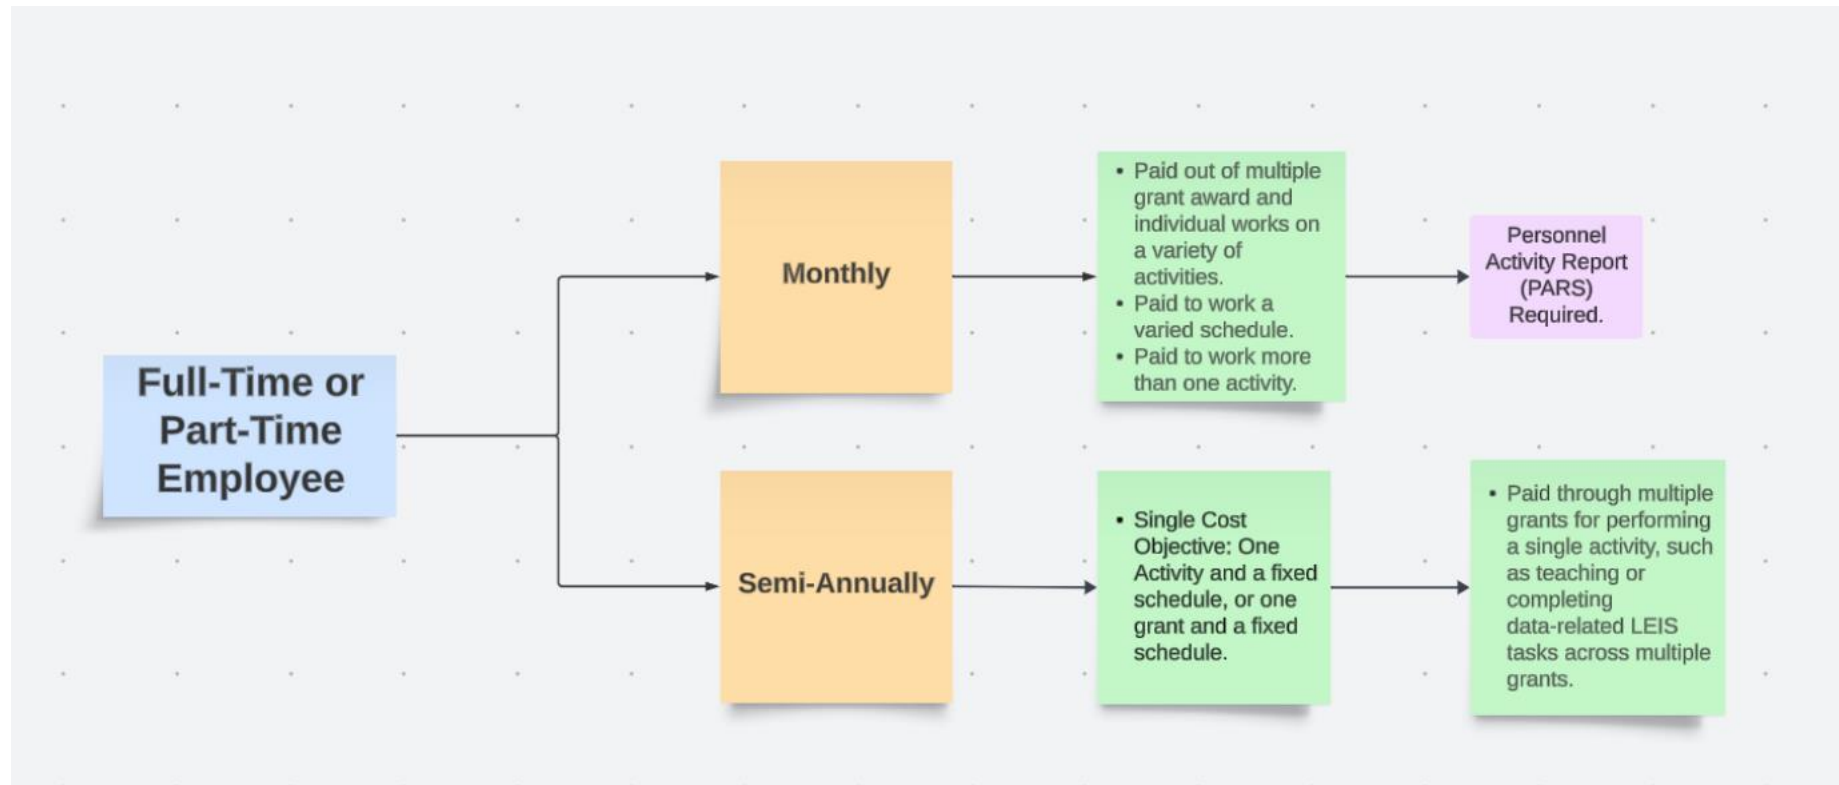 Full-Time or
Part-Time
Employee
Monthly
• Paid out of multiple
grant award and
individual works on
a variety of
activities.
• Paid to work a
varied schedule.
• Paid to work more
than one activity.
Personnel
Activity Report
(PARS)
Required.
Semi-Annually
• Single Cost
Objective: One
Activity and a fixed
schedule, or one
grant and a fixed
schedule.
• Paid through multiple
grants for performing
a single activity, such
as teaching or
completing
data-related LEIS
tasks across multiple
grants.